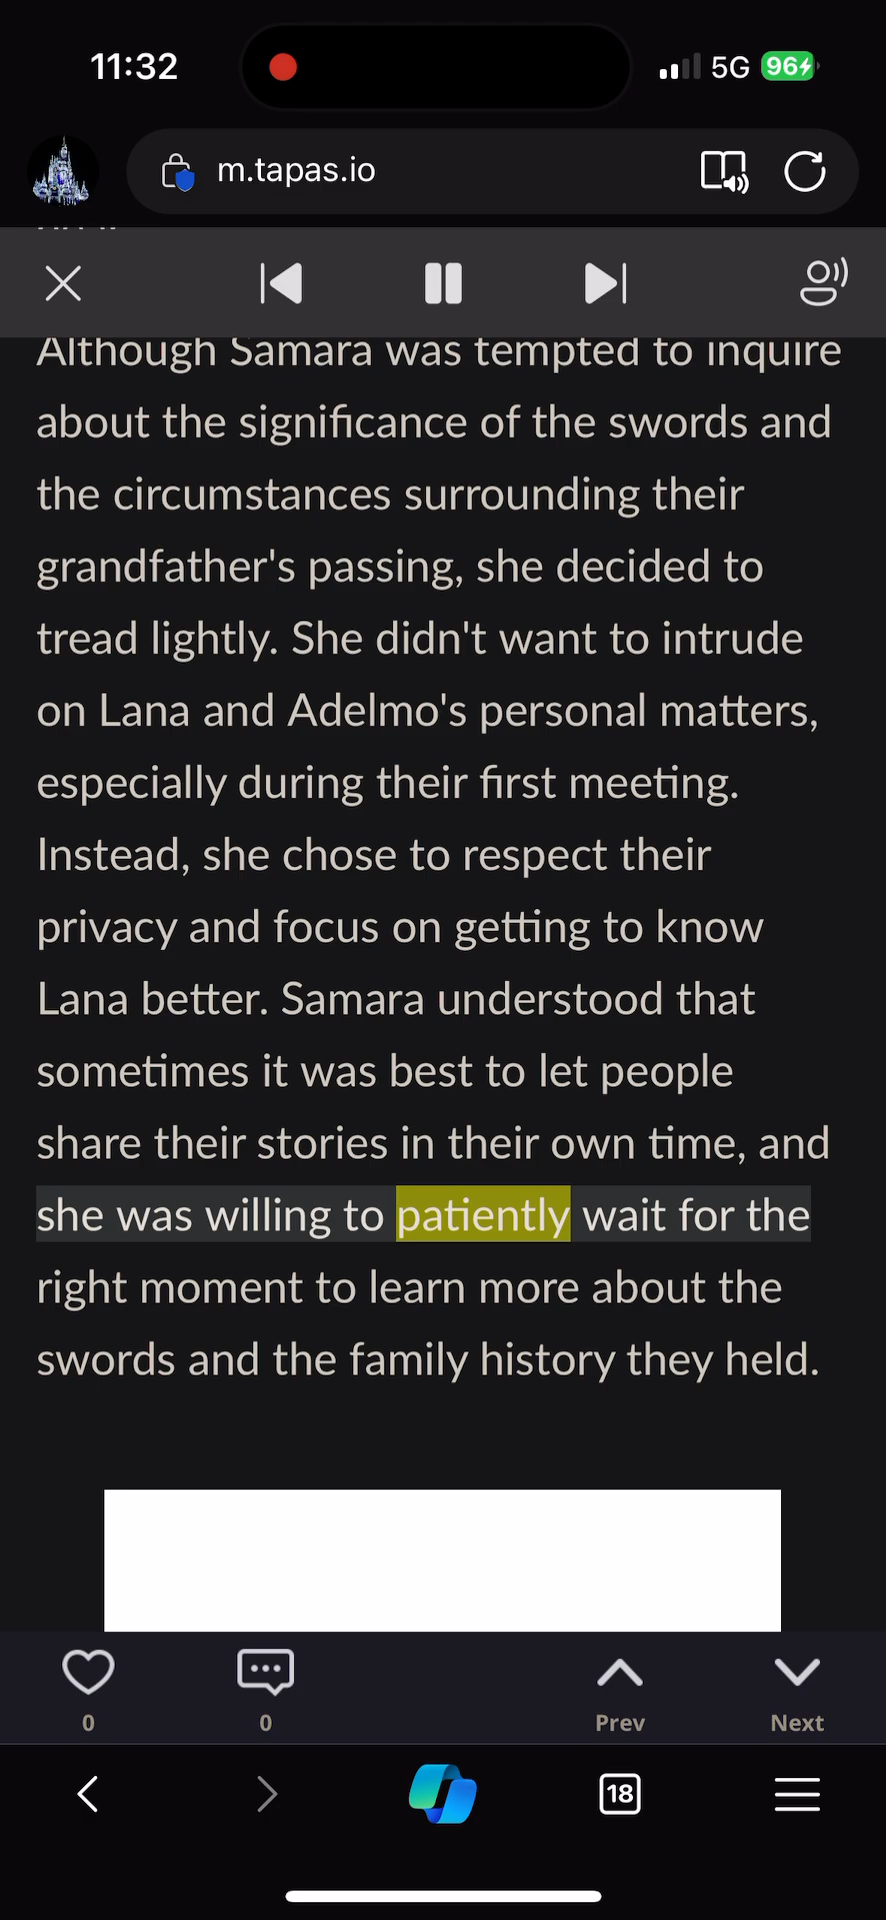 11:32
5G
96
m.tapas.io
Although Samara was tempted to inquire
about the significance of the swords and
the circumstances surrounding their
grandfather's passing, she decided to
tread lightly. She didn't want to intrude
on Lana and Adelmo's personal matters,
especially during their first meeting.
Instead, she chose to respect their
privacy and focus on getting to know
Lana better. Samara understood that
sometimes it was best to let people
share their stories in their own time, and
she was willing to patiently wait for the
right moment to learn more about the
swords and the family history they held.
0
0
Prev
Next
18